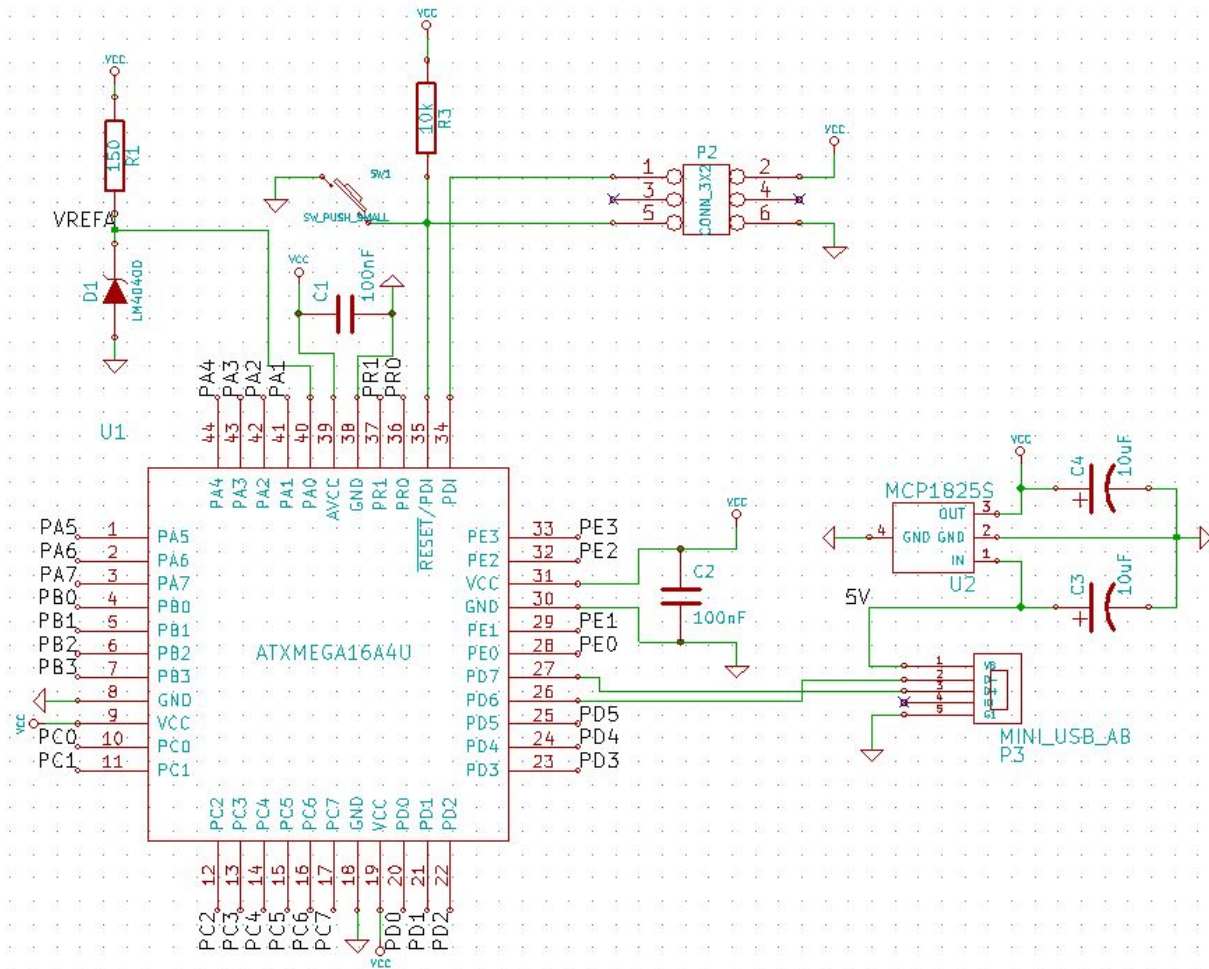 VCC
VCC
150
R1
10k
R3
VCC
P2
1
2
3
4
5
6
CONN_3X2
SW1
SW_PUSH_SMALL
VREFA
D1
LM4040D
VCC
C1
100nF
PA4
PA3
PA2
PA1
PR1
PR0
44
43
42
41
40
39
38
37
36
35
34
U1
PA4
PA3
PA2
PA1
PA0
AVCC
GND
PR1
PR0
RESET/PDI
PDI
PA5 1 PA5
PA6 2 PA6
PA7 3 PA7
PB0 4 PB0
PB1 5 PB1
PB2 6 PB2
PB3 7 PB3
8 GND
VCC 9 VCC
PC0 10 PC0
PC1 11 PC1
ATXMEGA16A4U
PE3 33 PE3
PE2 32 PE2
VCC 31
GND 30
PE1 29 PE1
PE0 28 PE0
PD7 27
PD6 26
PD5 25 PD5
PD4 24 PD4
PD3 23 PD3
PC2
PC3
PC4
PC5
PC6
PC7
GND
VCC
PD0
PD1
PD2
12
13
14
15
16
17
18
19
20
21
22
PC2
PC3
PC4
PC5
PC6
PC7
PD0
PD1
PD2
VCC
VCC
C2
100nF
VCC
C4
10uF
+
MCP1825S
OUT 3
4 GND GND 2
IN 1
U2
C3
10uF
+
5V
1 VB
2 D-
3 D+
4 ID
5 G1
MINI_USB_AB
P3